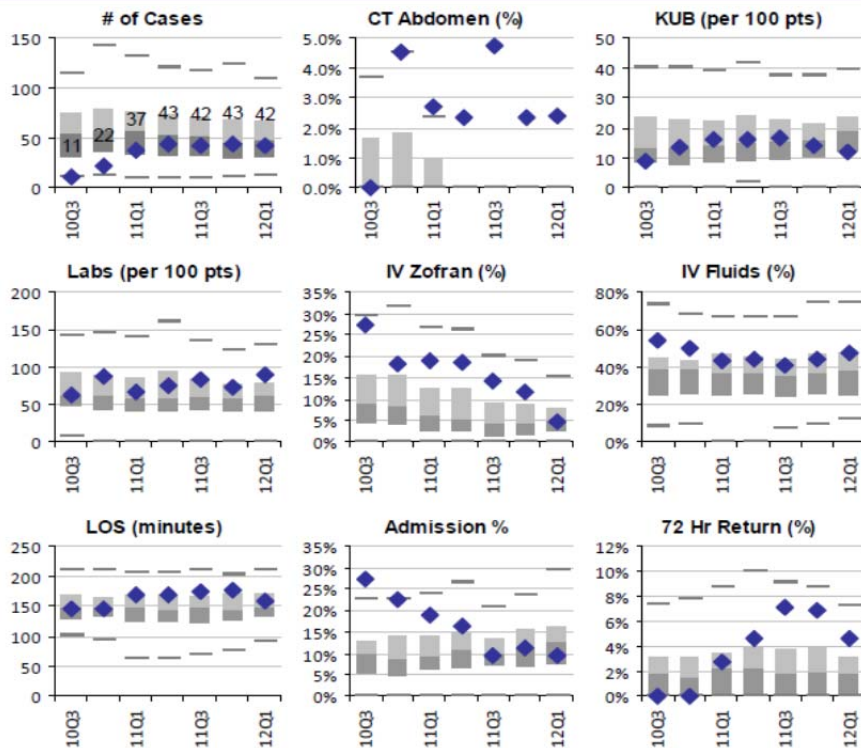 # of Cases
150
100
50
0
11
22
37
43
42
43
42
10Q3
11Q1
11Q3
12Q1
CT Abdomen (%)
5.0%
4.0%
3.0%
2.0%
1.0%
0.0%
10Q3
11Q1
11Q3
12Q1
KUB (per 100 pts)
50
40
30
20
10
0
10Q3
11Q1
11Q3
12Q1
Labs (per 100 pts)
200
150
100
50
0
10Q3
11Q1
11Q3
12Q1
IV Zofran (%)
35%
30%
25%
20%
15%
10%
5%
0%
10Q3
11Q1
11Q3
12Q1
IV Fluids (%)
80%
60%
40%
20%
0%
10Q3
11Q1
11Q3
12Q1
LOS (minutes)
250
200
150
100
50
0
10Q3
11Q1
11Q3
12Q1
Admission %
35%
30%
25%
20%
15%
10%
5%
0%
10Q3
11Q1
11Q3
12Q1
72 Hr Return (%)
12%
10%
8%
6%
4%
2%
0%
10Q3
11Q1
11Q3
12Q1